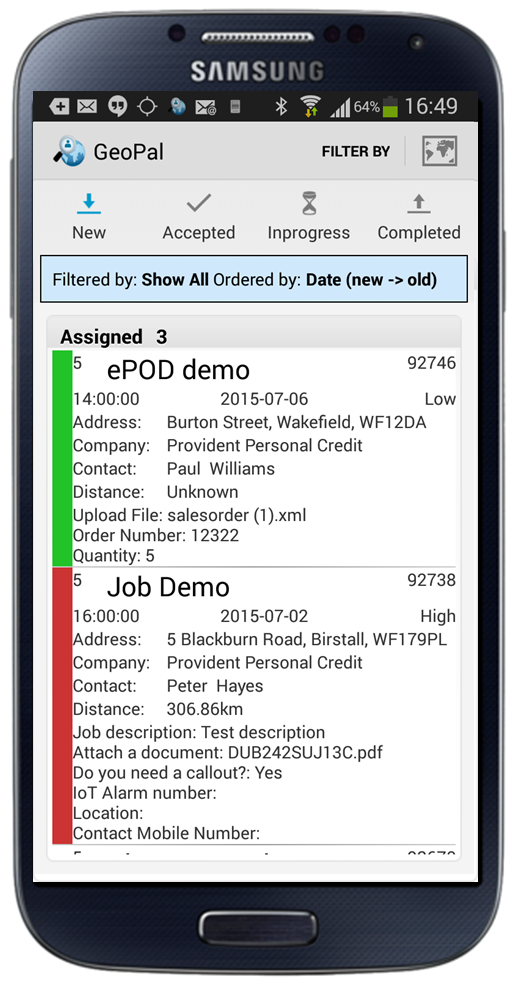 SAMSUNG
64% 16:49
GeoPal FILTER BY
New Accepted Inprogress Completed
Filtered by: Show All Ordered by: Date (new -> old)
Assigned 3
5 ePOD demo 92746
14:00:00 2015-07-06 Low
Address: Burton Street, Wakefield, WF12DA
Company: Provident Personal Credit
Contact: Paul Williams
Distance: Unknown
Upload File: salesorder (1).xml
Order Number: 12322
Quantity: 5
5 Job Demo 92738
16:00:00 2015-07-02 High
Address: 5 Blackburn Road, Birstall, WF179PL
Company: Provident Personal Credit
Contact: Peter Hayes
Distance: 306.86km
Job description: Test description
Attach a document: DUB242SUJ13C.pdf
Do you need a callout?: Yes
IoT Alarm number:
Location:
Contact Mobile Number: